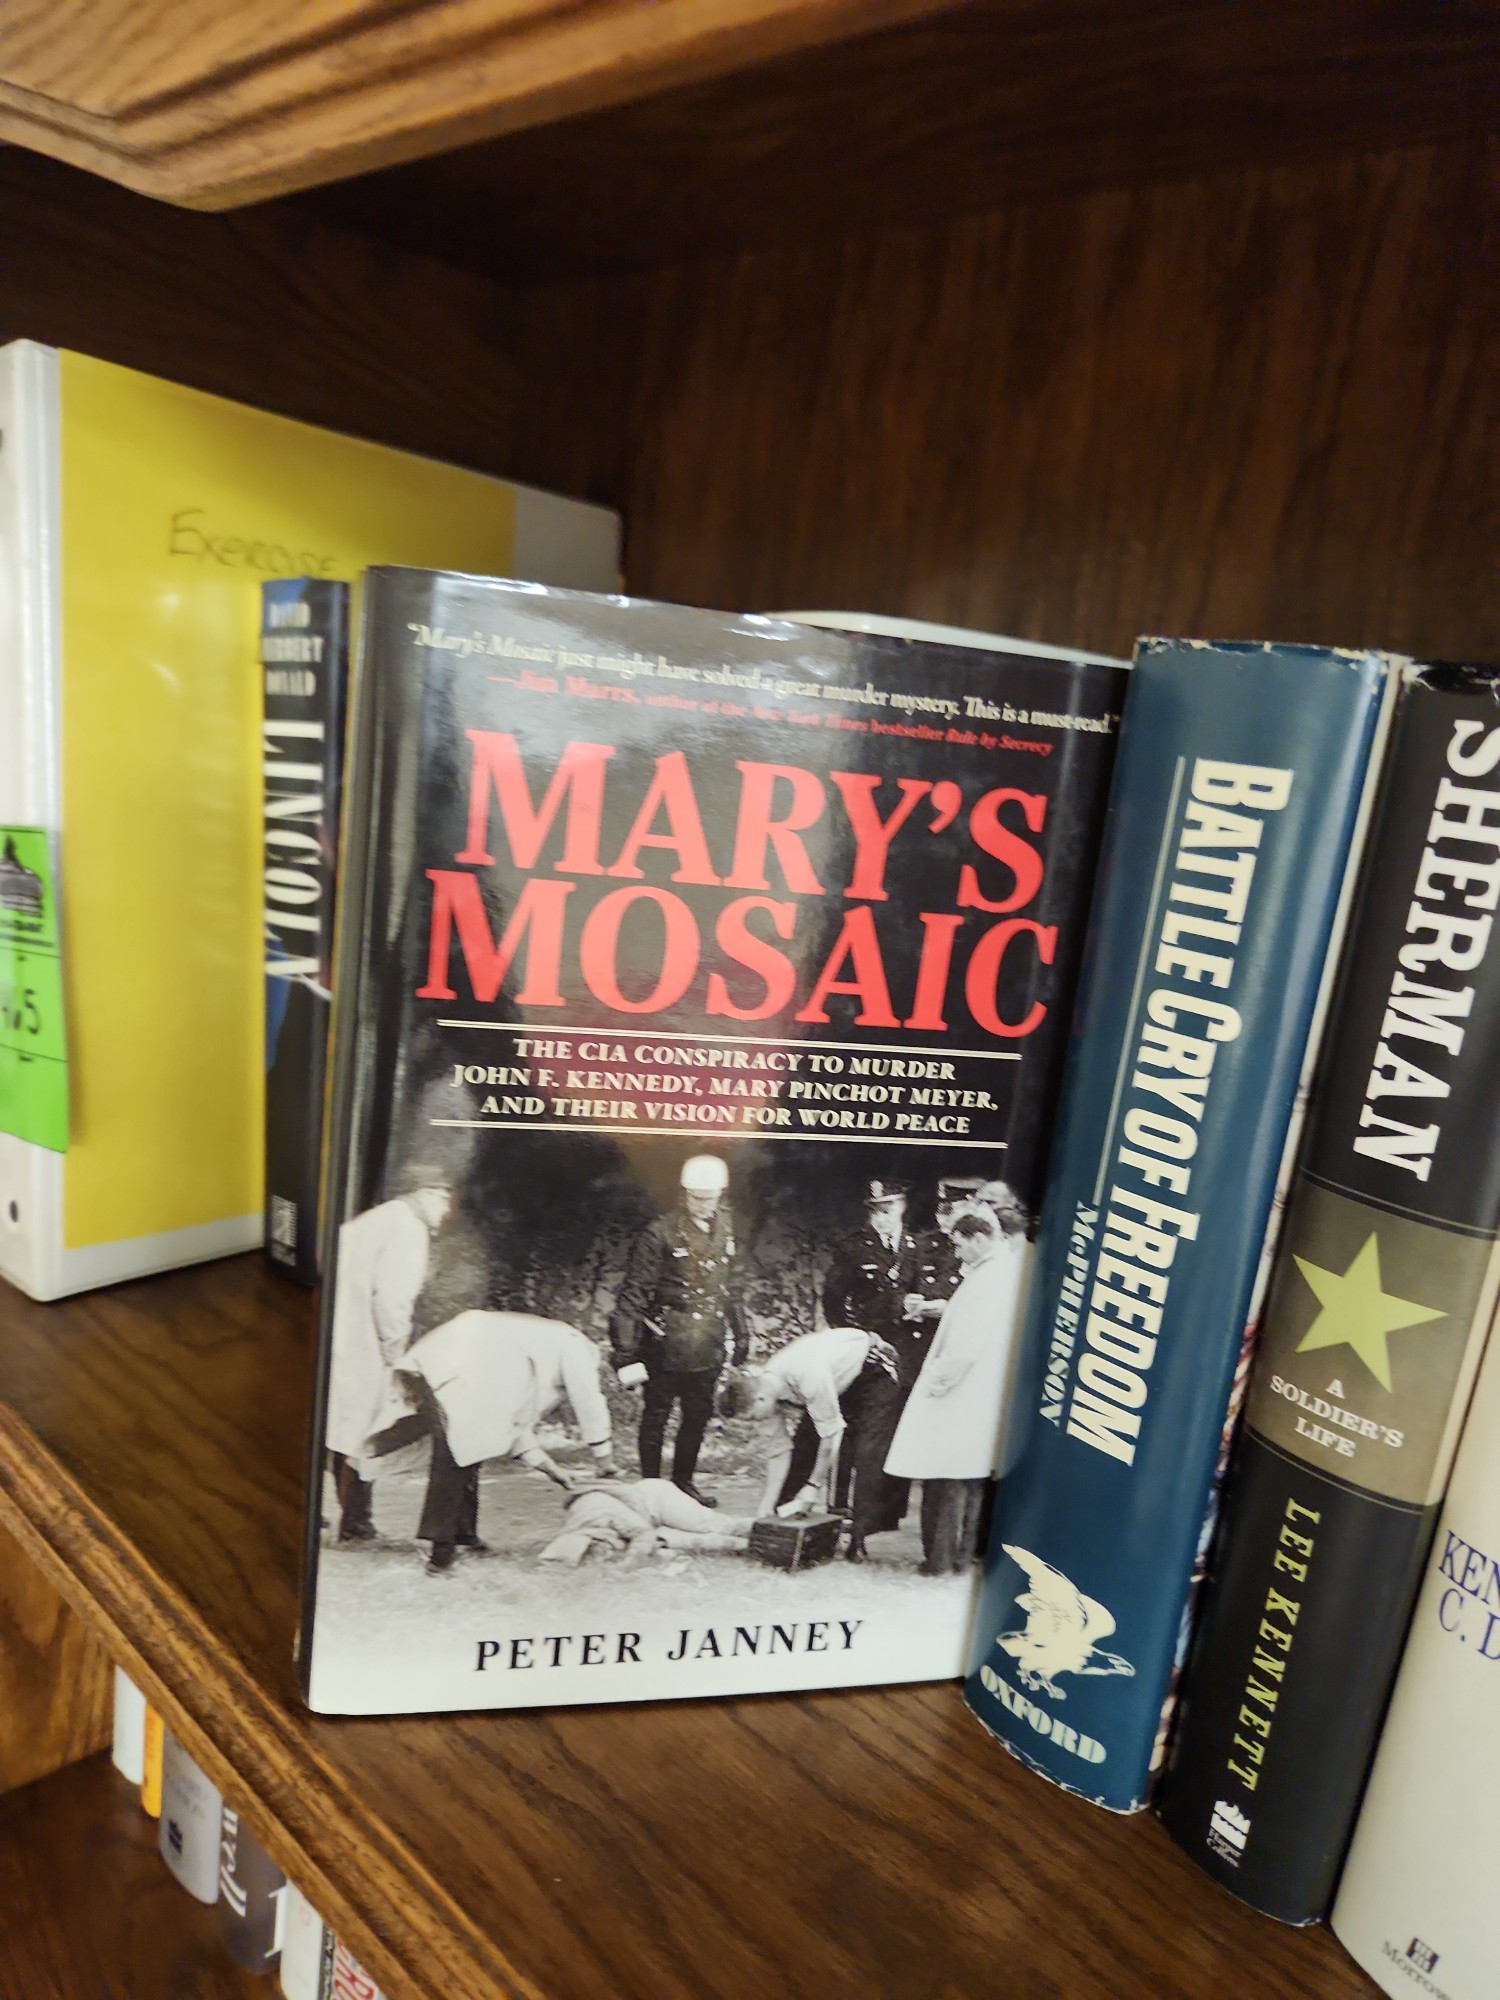 Exercise
DAVID
HERBERT
DONALD
LINCOLN
"Mary's Mosaic just might have solved a great murder mystery. This is a must-read."
—Jim Marrs, author of the New York Times bestseller Rule by Secrecy
MARY'S
MOSAIC
THE CIA CONSPIRACY TO MURDER
JOHN F. KENNEDY, MARY PINCHOT MEYER,
AND THEIR VISION FOR WORLD PEACE
PETER JANNEY
BATTLE CRY OF FREEDOM
McPHERSON
OXFORD
SHERMAN
A
SOLDIER'S
LIFE
LEE KENNETT
KEN
C. D